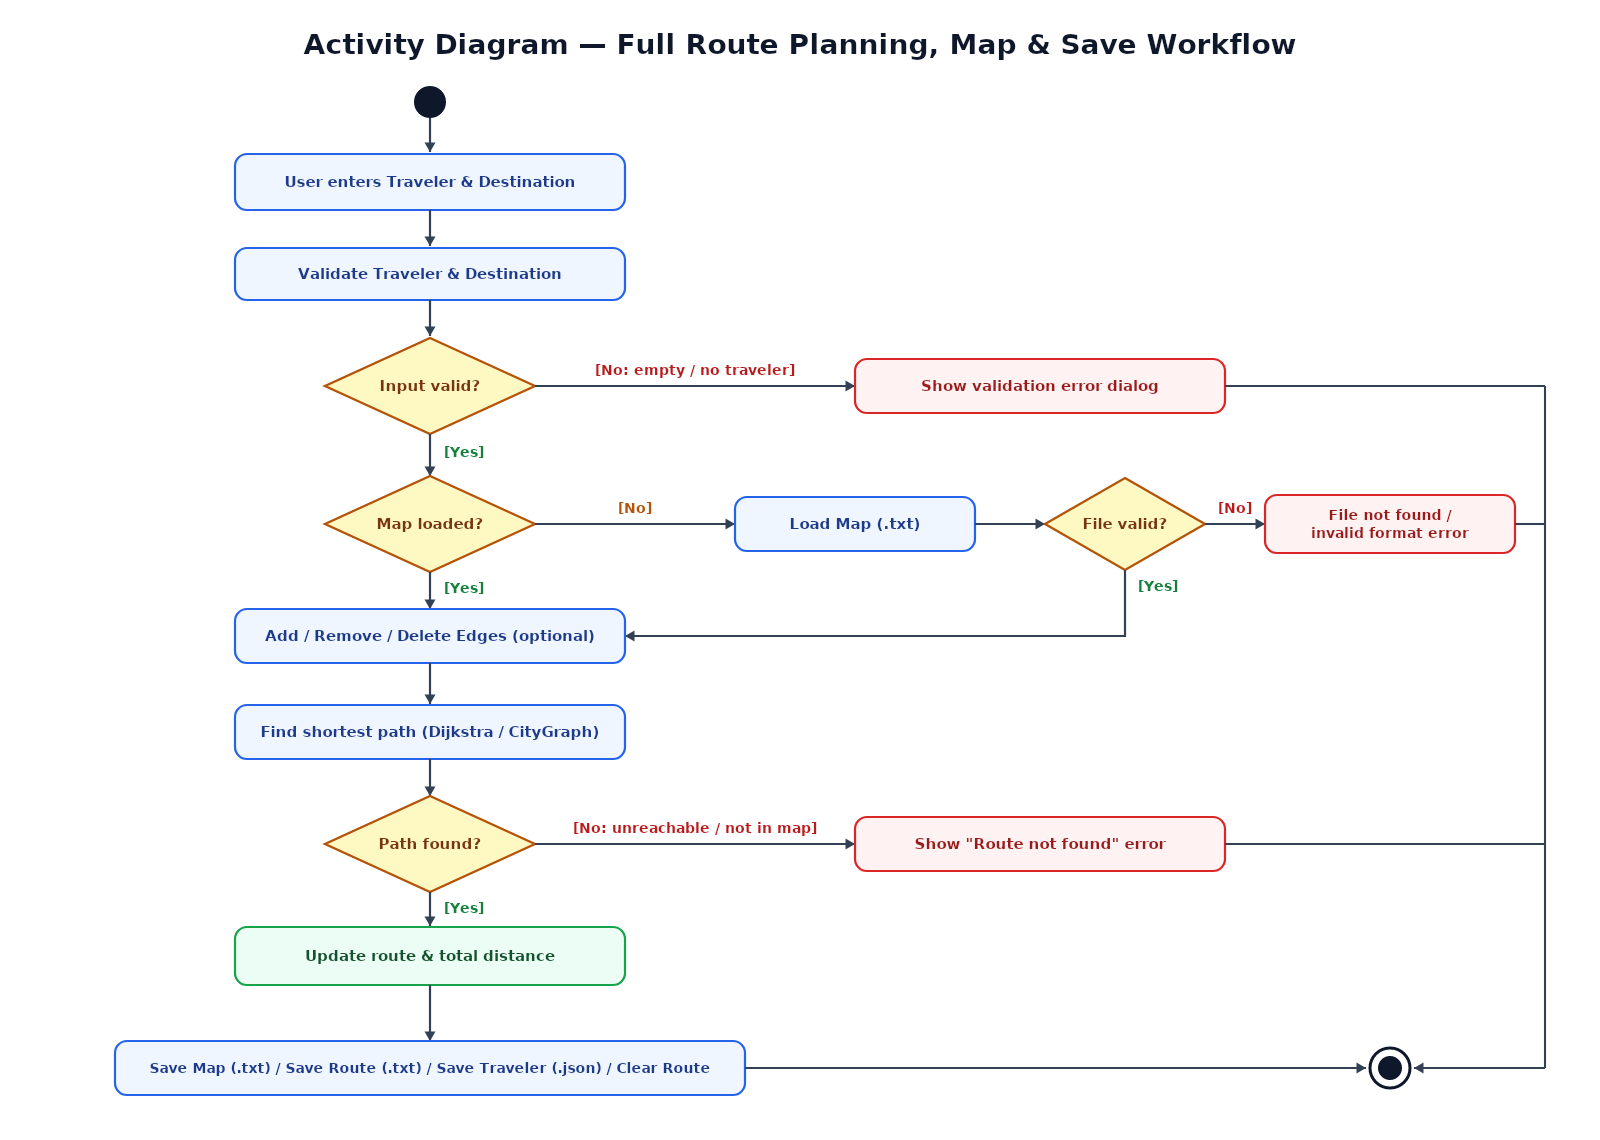 Activity Diagram — Full Route Planning, Map & Save Workflow
User enters Traveler & Destination
Validate Traveler & Destination
Input valid?
[No: empty / no traveler]
Show validation error dialog
[Yes]
Map loaded?
[No]
Load Map (.txt)
File valid?
[No]
File not found /
invalid format error
[Yes]
[Yes]
Add / Remove / Delete Edges (optional)
Find shortest path (Dijkstra / CityGraph)
Path found?
[No: unreachable / not in map]
Show "Route not found" error
[Yes]
Update route & total distance
Save Map (.txt) / Save Route (.txt) / Save Traveler (.json) / Clear Route